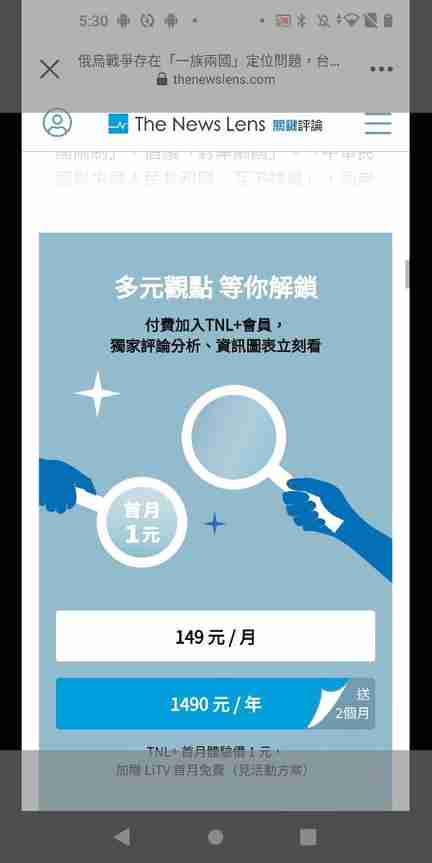 5:30
俄烏戰爭存在「一族兩國」定位問題，台...
thenewslens.com
The News Lens 關鍵評論
多元觀點 等你解鎖
付費加入TNL+會員，
獨家評論分析、資訊圖表立刻看
首月
1元
149 元 / 月
1490 元 / 年
送
2個月
TNL+ 首月體驗價 1 元，
加贈 LiTV 首月免費（見活動方案）